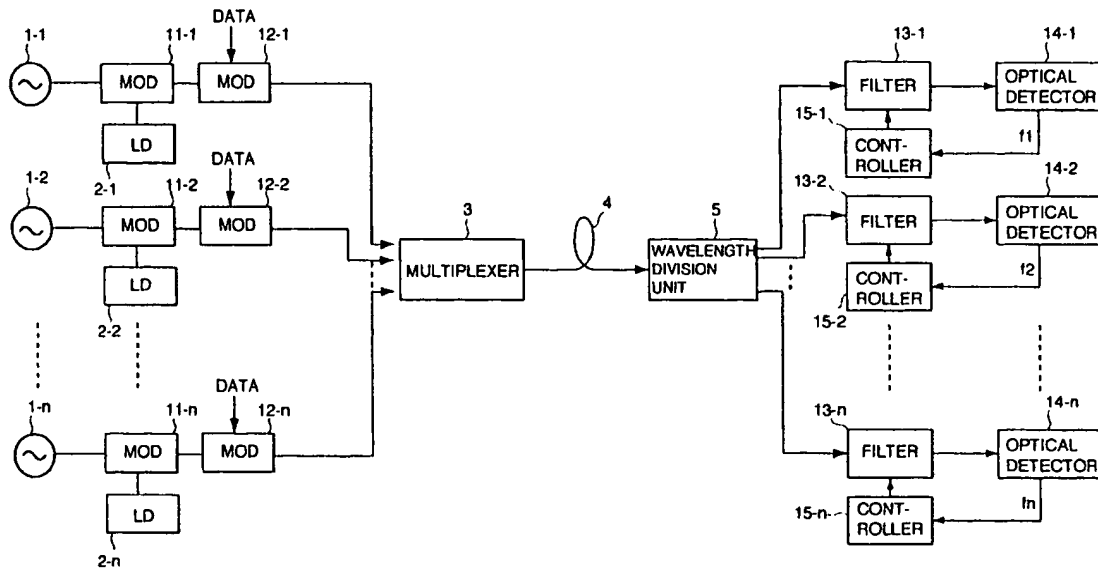 DATA
1-1
11-1
12-1
MOD
MOD
LD
2-1
DATA
1-2
11-2
12-2
MOD
MOD
LD
2-2
DATA
1-n
11-n
12-n
MOD
MOD
LD
2-n
3
MULTIPLEXER
4
5
WAVELENGTH
DIVISION
UNIT
13-1
14-1
FILTER
OPTICAL
DETECTOR
15-1
CONT-
ROLLER
f1
13-2
14-2
FILTER
OPTICAL
DETECTOR
CONT-
ROLLER
f2
15-2
13-n
14-n
FILTER
OPTICAL
DETECTOR
15-n
CONT-
ROLLER
fn